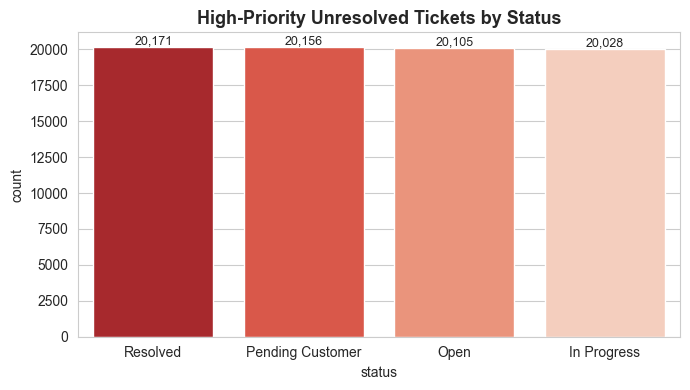 High-Priority Unresolved Tickets by Status
20,171
20,156
20,105
20,028
20000
17500
15000
12500
10000
7500
5000
2500
0
count
Resolved
Pending Customer
Open
In Progress
status